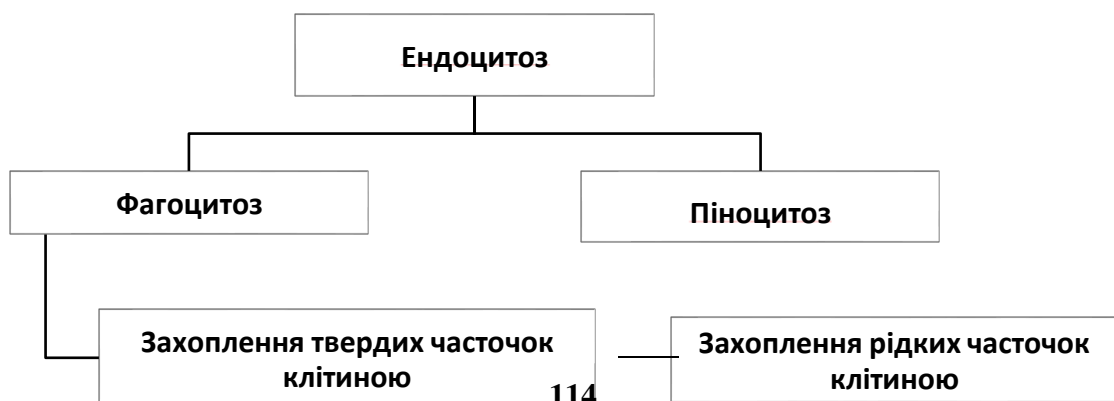 Ендоцитоз
Фагоцитоз
Піноцитоз
Захоплення твердих часточок
клітиною
Захоплення рідких часточок
клітиною
114